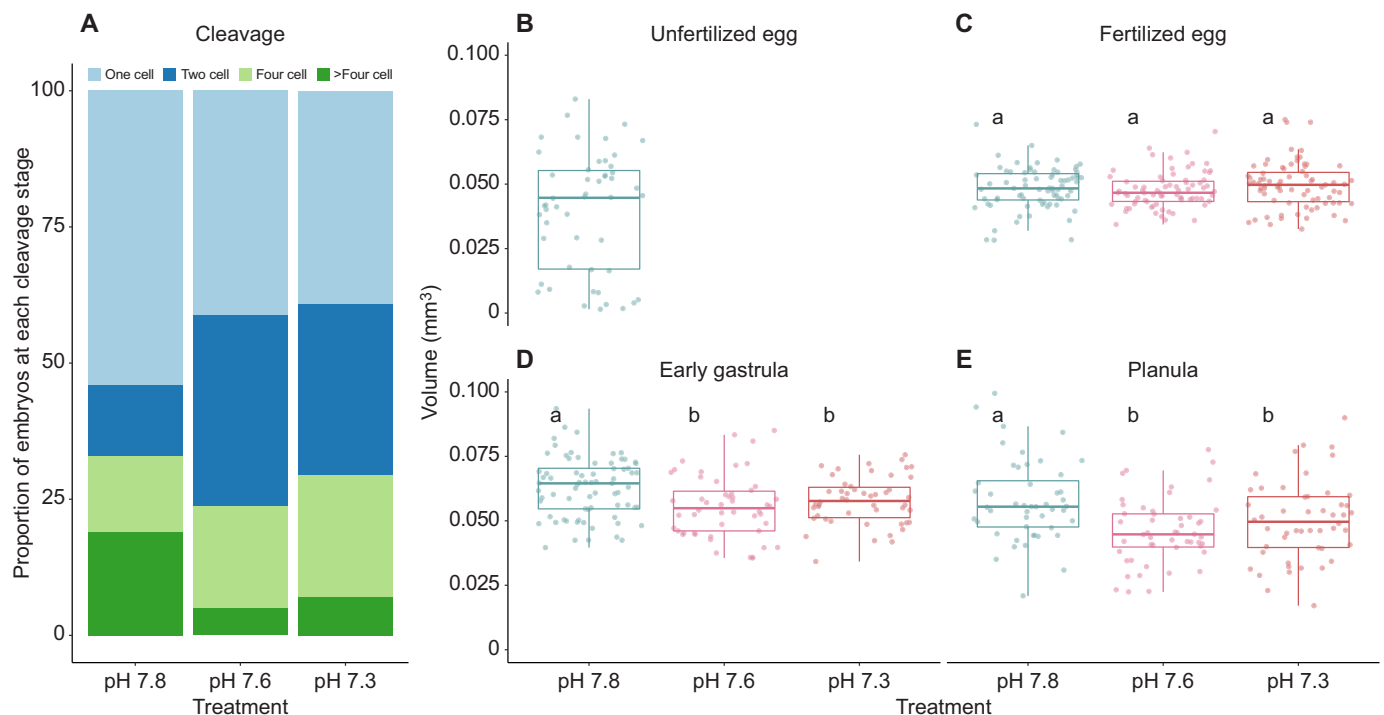 A
Cleavage
One cell Two cell Four cell >Four cell
Proportion of embryos at each cleavage stage
100
75
50
25
0
pH 7.8 pH 7.6 pH 7.3
Treatment
B
Unfertilized egg
Volume (mm³)
0.100
0.075
0.050
0.025
0
C
Fertilized egg
a a a
D
Early gastrula
0.100
0.075
0.050
0.025
0
a b b
pH 7.8 pH 7.6 pH 7.3
E
Planula
a b b
pH 7.8 pH 7.6 pH 7.3
Treatment